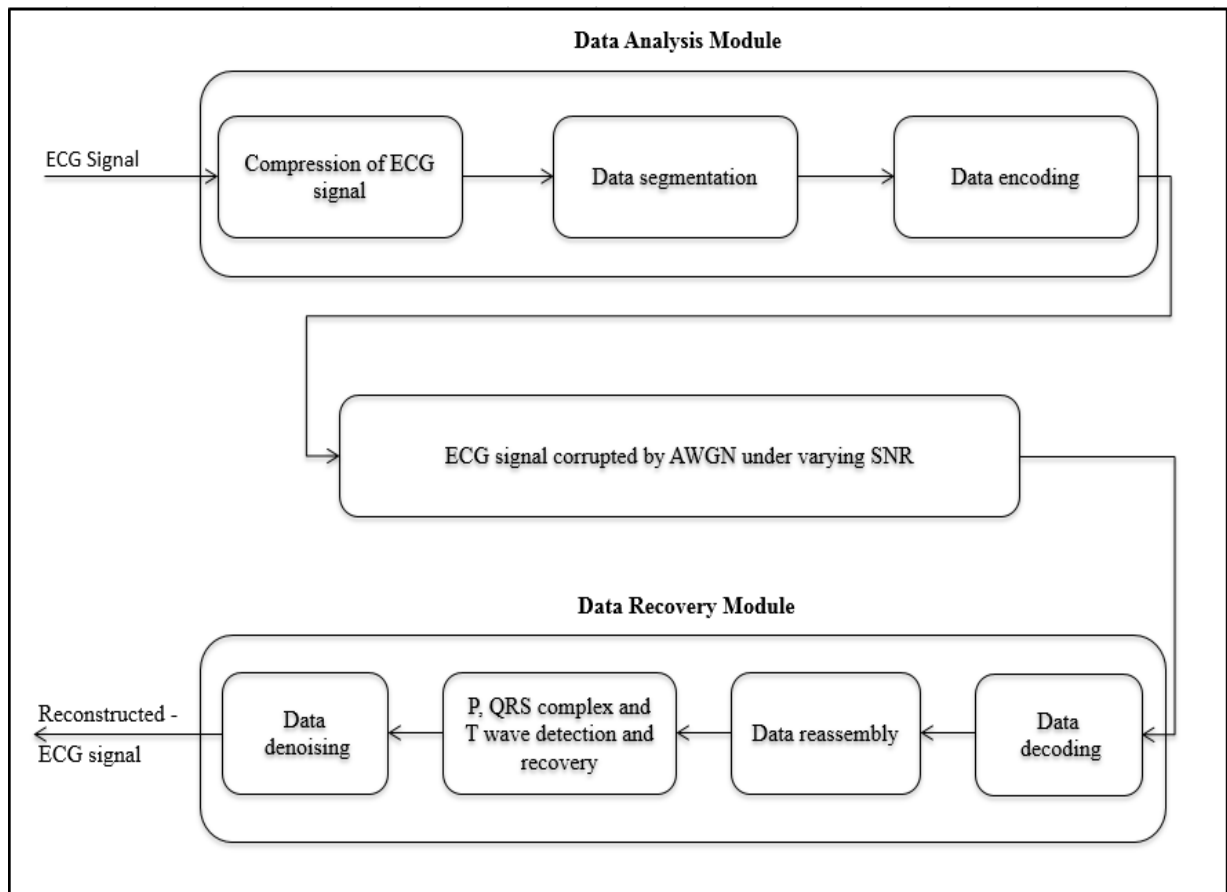 Data Analysis Module
ECG Signal
Compression of ECG
signal
Data segmentation
Data encoding
ECG signal corrupted by AWGN under varying SNR
Data Recovery Module
Reconstructed -
ECG signal
Data
denoising
P, QRS complex and
T wave detection and
recovery
Data reassembly
Data
decoding